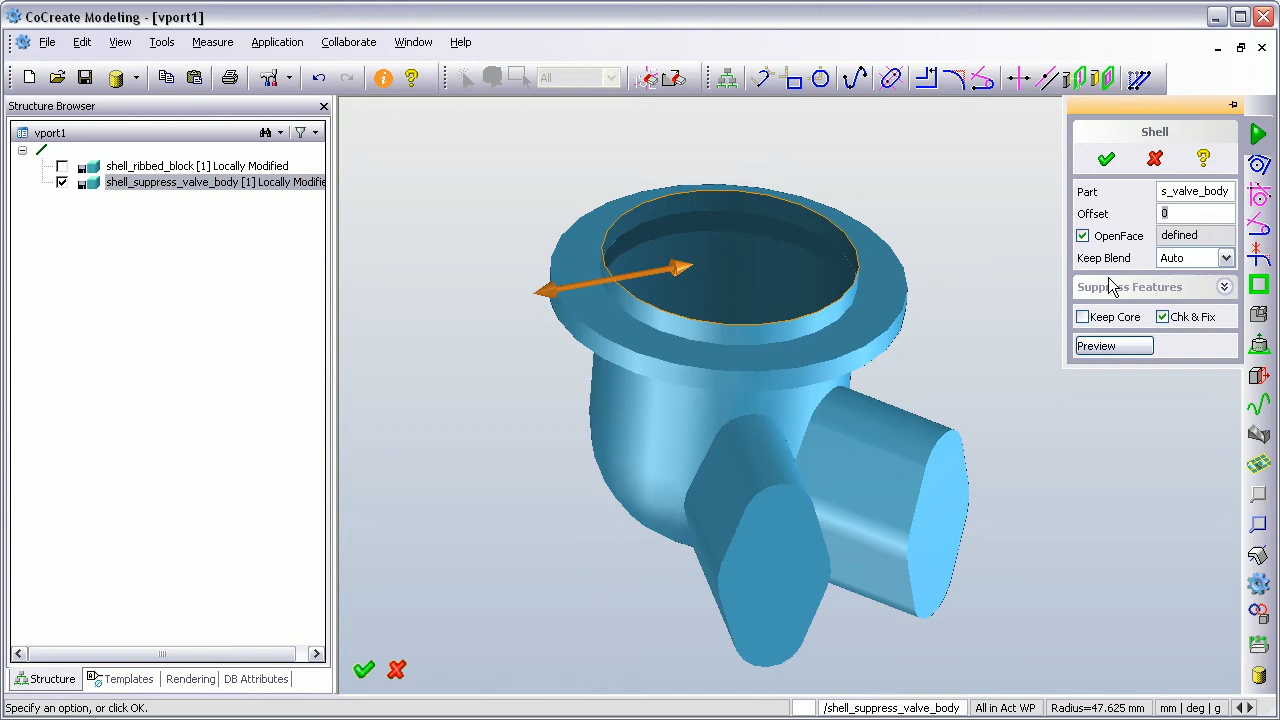 CoCreate Modeling - [vport1]
File Edit View Tools Measure Application Collaborate Window Help
All
Structure Browser
vport1
shell_ribbed_block [1] Locally Modified
shell_suppress_valve_body [1] Locally Modifie
Shell
Part s_valve_body
Offset 0
OpenFace defined
Keep Blend Auto
Suppress Features
Keep Core Chk & Fix
Preview
Structure Templates Rendering DB Attributes
Specify an option, or click OK. /shell_suppress_valve_body All in Act WP Radius=47.625 mm mm | deg | g